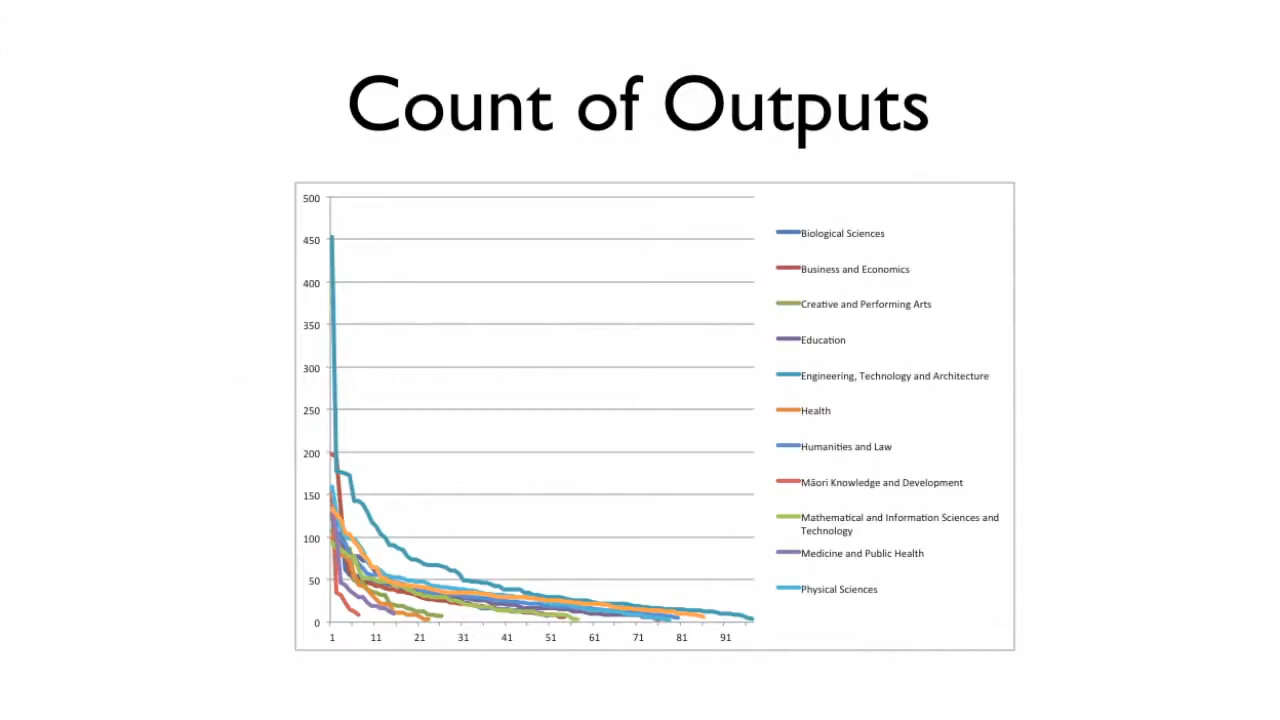 Count of Outputs
500
450
400
350
300
250
200
150
100
50
0
1 11 21 31 41 51 61 71 81 91
Biological Sciences
Business and Economics
Creative and Performing Arts
Education
Engineering, Technology and Architecture
Health
Humanities and Law
Māori Knowledge and Development
Mathematical and Information Sciences and
Technology
Medicine and Public Health
Physical Sciences